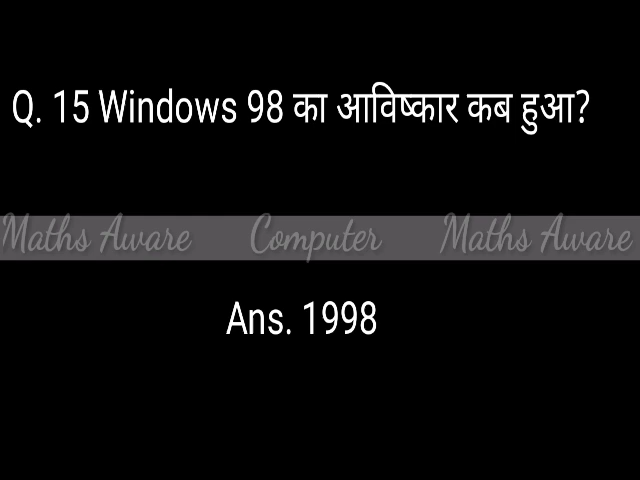 Q. 15 Windows 98 का आविष्कार कब हुआ?
Maths Aware Computer Maths Aware
Ans. 1998